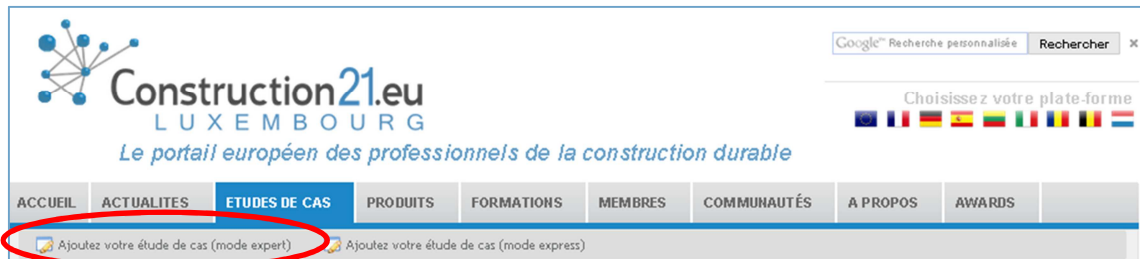 Google™ Recherche personnalisée Rechercher ×
Construction21.eu
LUXEMBOURG
Choisissez votre plate-forme
Le portail européen des professionnels de la construction durable
ACCUEIL ACTUALITES ETUDES DE CAS PRODUITS FORMATIONS MEMBRES COMMUNAUTÉS A PROPOS AWARDS
Ajoutez votre étude de cas (mode expert) Ajoutez votre étude de cas (mode express)